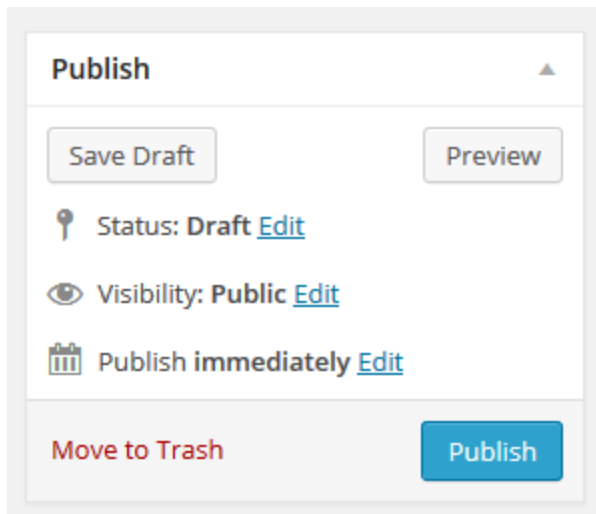 Publish
Save Draft Preview
Status: Draft Edit
Visibility: Public Edit
Publish immediately Edit
Move to Trash Publish